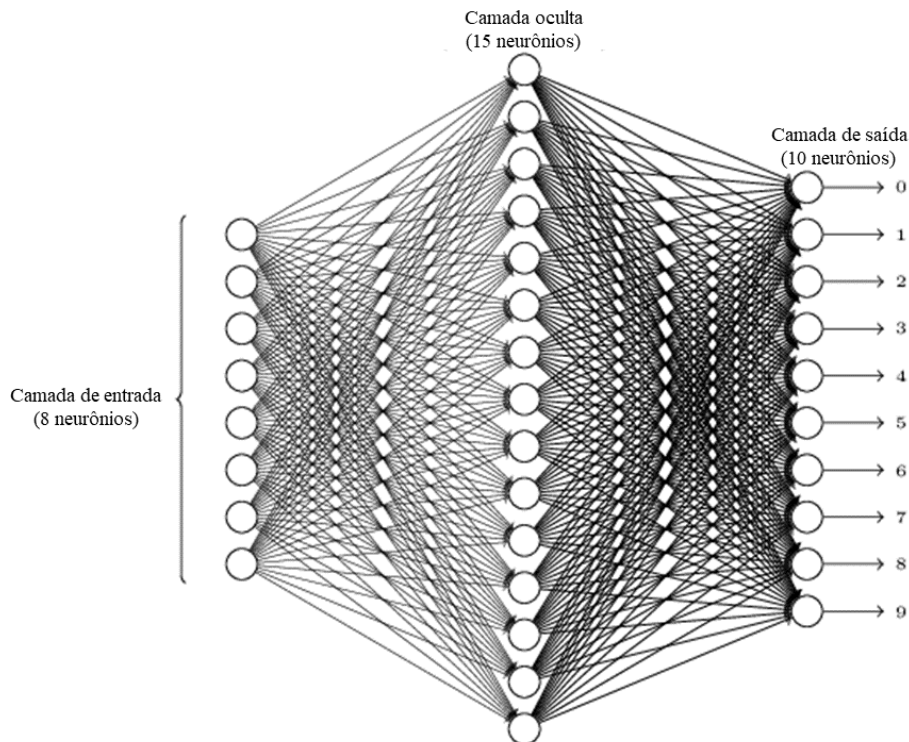 Camada oculta
(15 neurônios)
Camada de saída
(10 neurônios)
0
1
2
3
4
5
6
7
8
9
Camada de entrada
(8 neurônios)